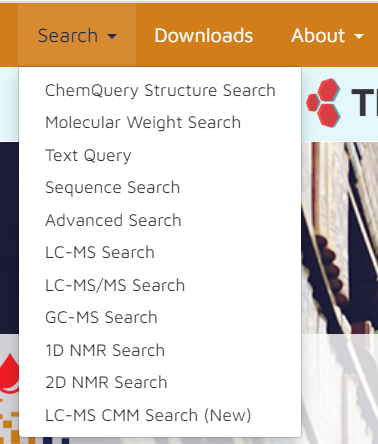 Search Downloads About
T
ChemQuery Structure Search
Molecular Weight Search
Text Query
Sequence Search
Advanced Search
LC-MS Search
LC-MS/MS Search
GC-MS Search
1D NMR Search
2D NMR Search
LC-MS CMM Search (New)